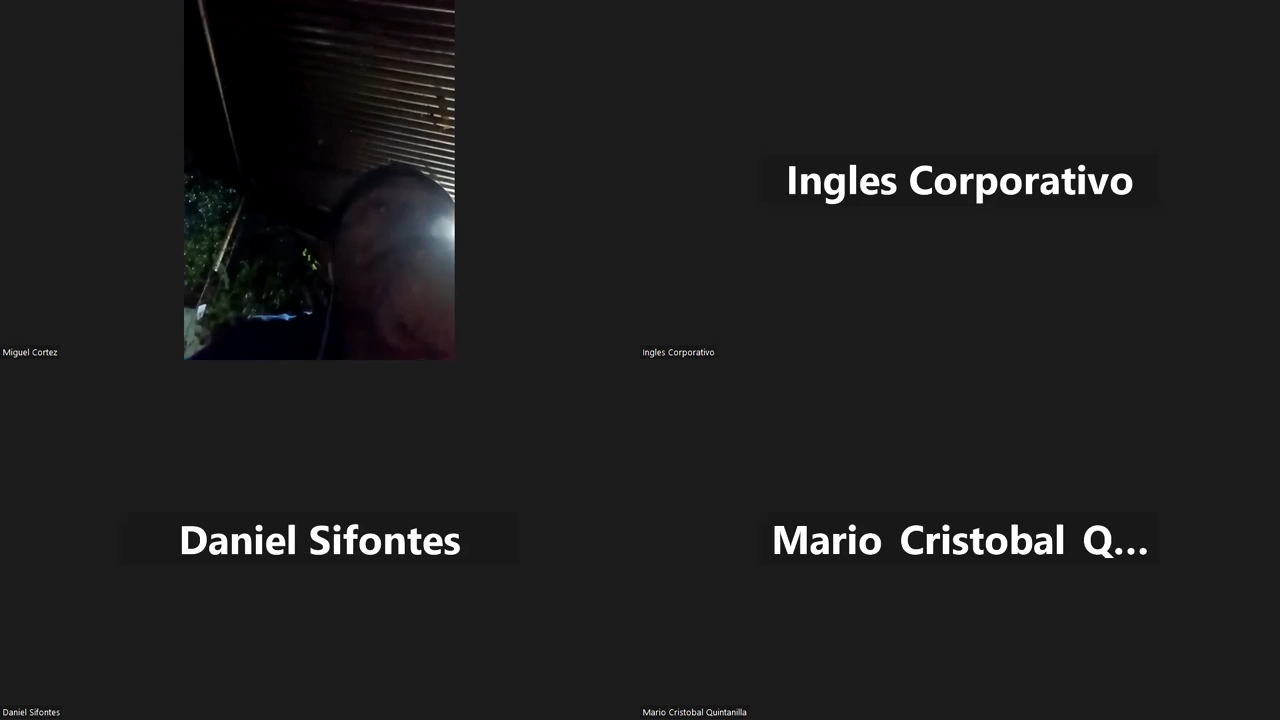 Miguel Cortez
Ingles Corporativo
Ingles Corporativo
Daniel Sifontes
Daniel Sifontes
Mario Cristobal Q...
Mario Cristobal Quintanilla